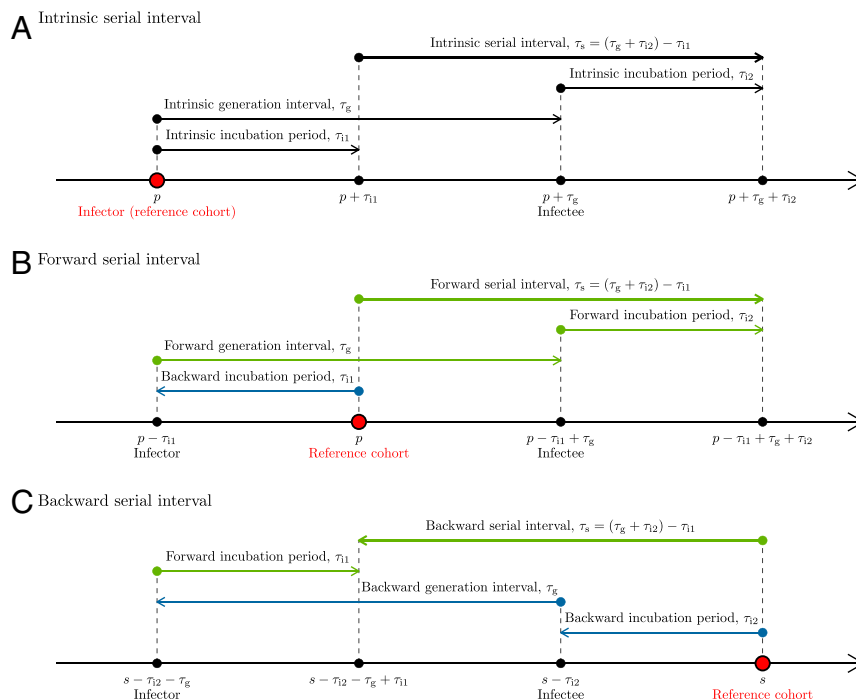 A Intrinsic serial interval
Intrinsic serial interval, τs = (τg + τi2) − τi1
Intrinsic incubation period, τi2
Intrinsic generation interval, τg
Intrinsic incubation period, τi1
p p + τi1 p + τg p + τg + τi2
Infector (reference cohort) Infectee
B Forward serial interval
Forward serial interval, τs = (τg + τi2) − τi1
Forward incubation period, τi2
Forward generation interval, τg
Backward incubation period, τi1
p − τi1 p p − τi1 + τg p − τi1 + τg + τi2
Infector Reference cohort Infectee
C Backward serial interval
Backward serial interval, τs = (τg + τi2) − τi1
Forward incubation period, τi1
Backward generation interval, τg
Backward incubation period, τi2
s − τi2 − τg s − τi2 − τg + τi1 s − τi2 s
Infector Infectee Reference cohort